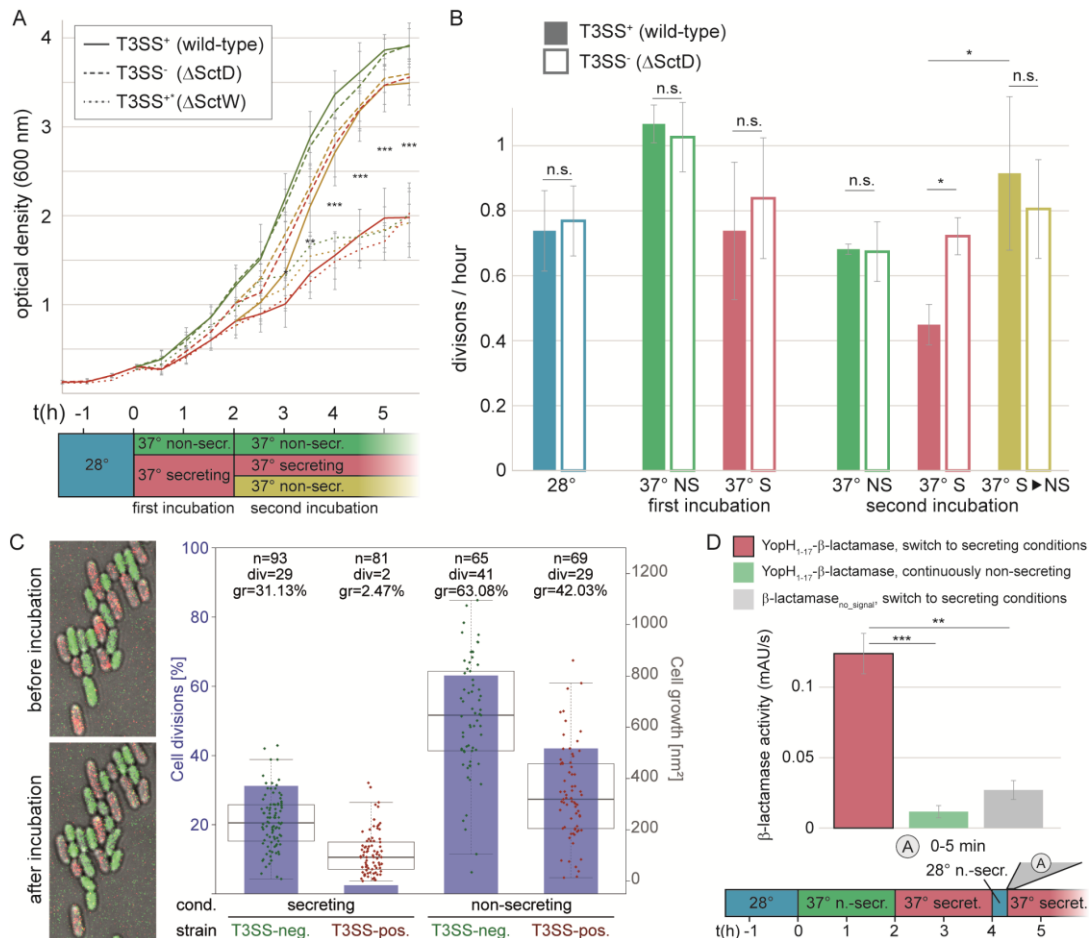 A
T3SS⁺ (wild-type)
T3SS⁻ (ΔSctD)
T3SS⁺*(ΔSctW)
optical density (600 nm)
4
3
2
1
***
***
***
***
**
*
t(h) -1 0 1 2 3 4 5
28°
37° non-secr.
37° secreting
37° non-secr.
37° secreting
37° non-secr.
first incubation
second incubation
B
T3SS⁺ (wild-type)
T3SS⁻ (ΔSctD)
divisons / hour
1
0.8
0.6
0.4
0.2
0
n.s.
n.s.
n.s.
n.s.
*
*
n.s.
28°
37° NS
37° S
first incubation
37° NS
37° S
37° S ►NS
second incubation
C
before incubation
after incubation
Cell divisions [%]
100
80
60
40
20
n=93
div=29
gr=31.13%
n=81
div=2
gr=2.47%
n=65
div=41
gr=63.08%
n=69
div=29
gr=42.03%
1200
1000
800
600
400
200
0
Cell growth [nm²]
cond.
secreting
non-secreting
strain
T3SS-neg.
T3SS-pos.
T3SS-neg.
T3SS-pos.
D
YopH₁₋₁₇-β-lactamase, switch to secreting conditions
YopH₁₋₁₇-β-lactamase, continuously non-secreting
β-lactamase_no_signal, switch to secreting conditions
β-lactamase activity (mAU/s)
0.1
0.05
0
**
***
A 0-5 min
28° n.-secr.
A
28°
37° n.-secr.
37° secret.
37° secret.
t(h) -1 0 1 2 3 4 5